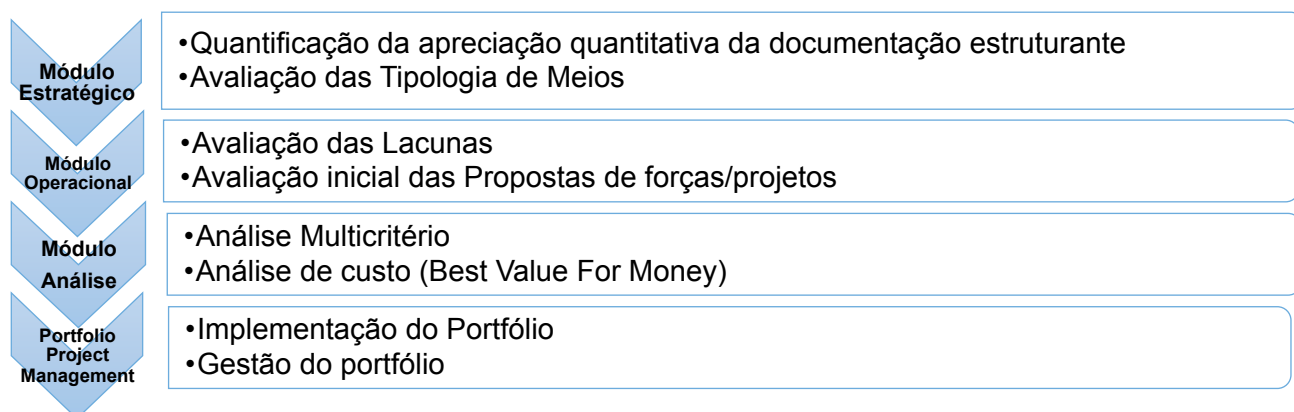 Módulo
Estratégico
•Quantificação da apreciação quantitativa da documentação estruturante
•Avaliação das Tipologia de Meios
Módulo
Operacional
•Avaliação das Lacunas
•Avaliação inicial das Propostas de forças/projetos
Módulo
Análise
•Análise Multicritério
•Análise de custo (Best Value For Money)
Portfolio
Project
Management
•Implementação do Portfólio
•Gestão do portfólio